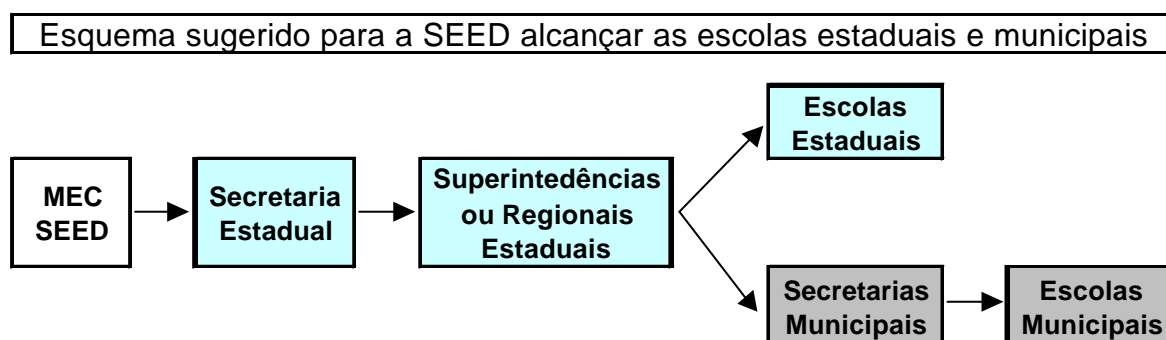 Esquema sugerido para a SEED alcançar as escolas estaduais e municipais
MEC
SEED
Secretaria
Estadual
Superintedências
ou Regionais
Estaduais
Escolas
Estaduais
Secretarias
Municipais
Escolas
Municipais